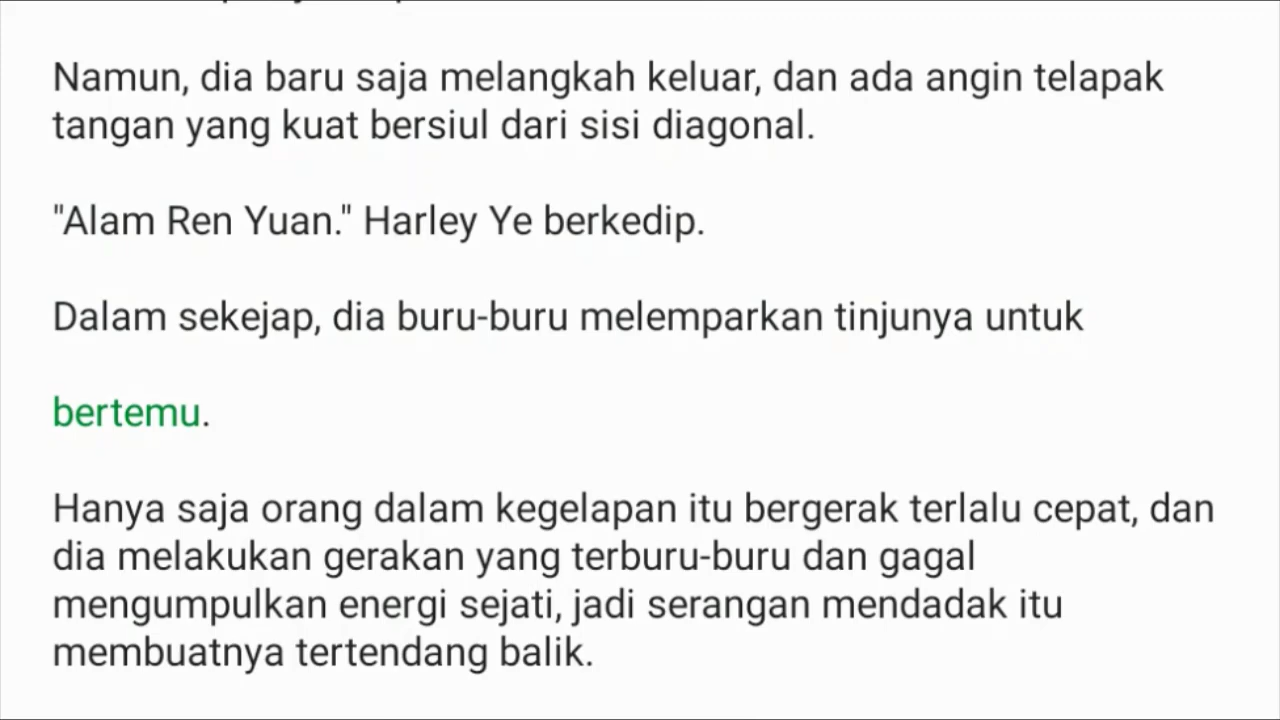 Namun, dia baru saja melangkah keluar, dan ada angin telapak
tangan yang kuat bersiul dari sisi diagonal.
"Alam Ren Yuan." Harley Ye berkedip.
Dalam sekejap, dia buru-buru melemparkan tinjunya untuk
bertemu.
Hanya saja orang dalam kegelapan itu bergerak terlalu cepat, dan
dia melakukan gerakan yang terburu-buru dan gagal
mengumpulkan energi sejati, jadi serangan mendadak itu
membuatnya tertendang balik.